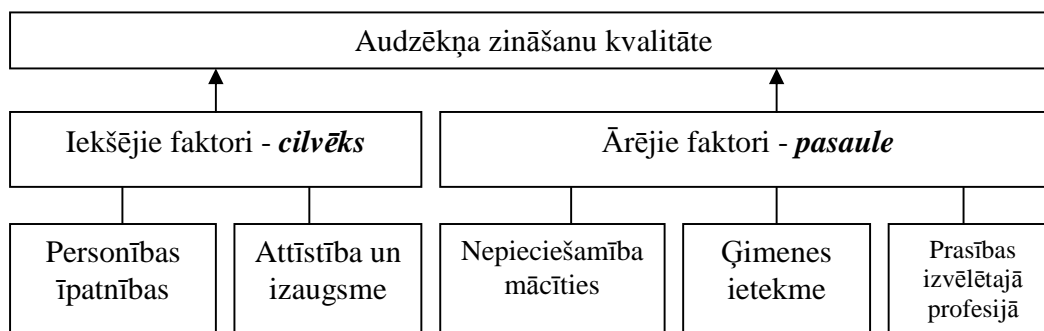 Audzēkņa zināšanu kvalitāte
Iekšējie faktori - cilvēks
Ārējie faktori - pasaule
Personības
īpatnības
Attīstība un
izaugsme
Nepieciešamība
mācīties
Ģimenes
ietekme
Prasības
izvēlētajā
profesijā